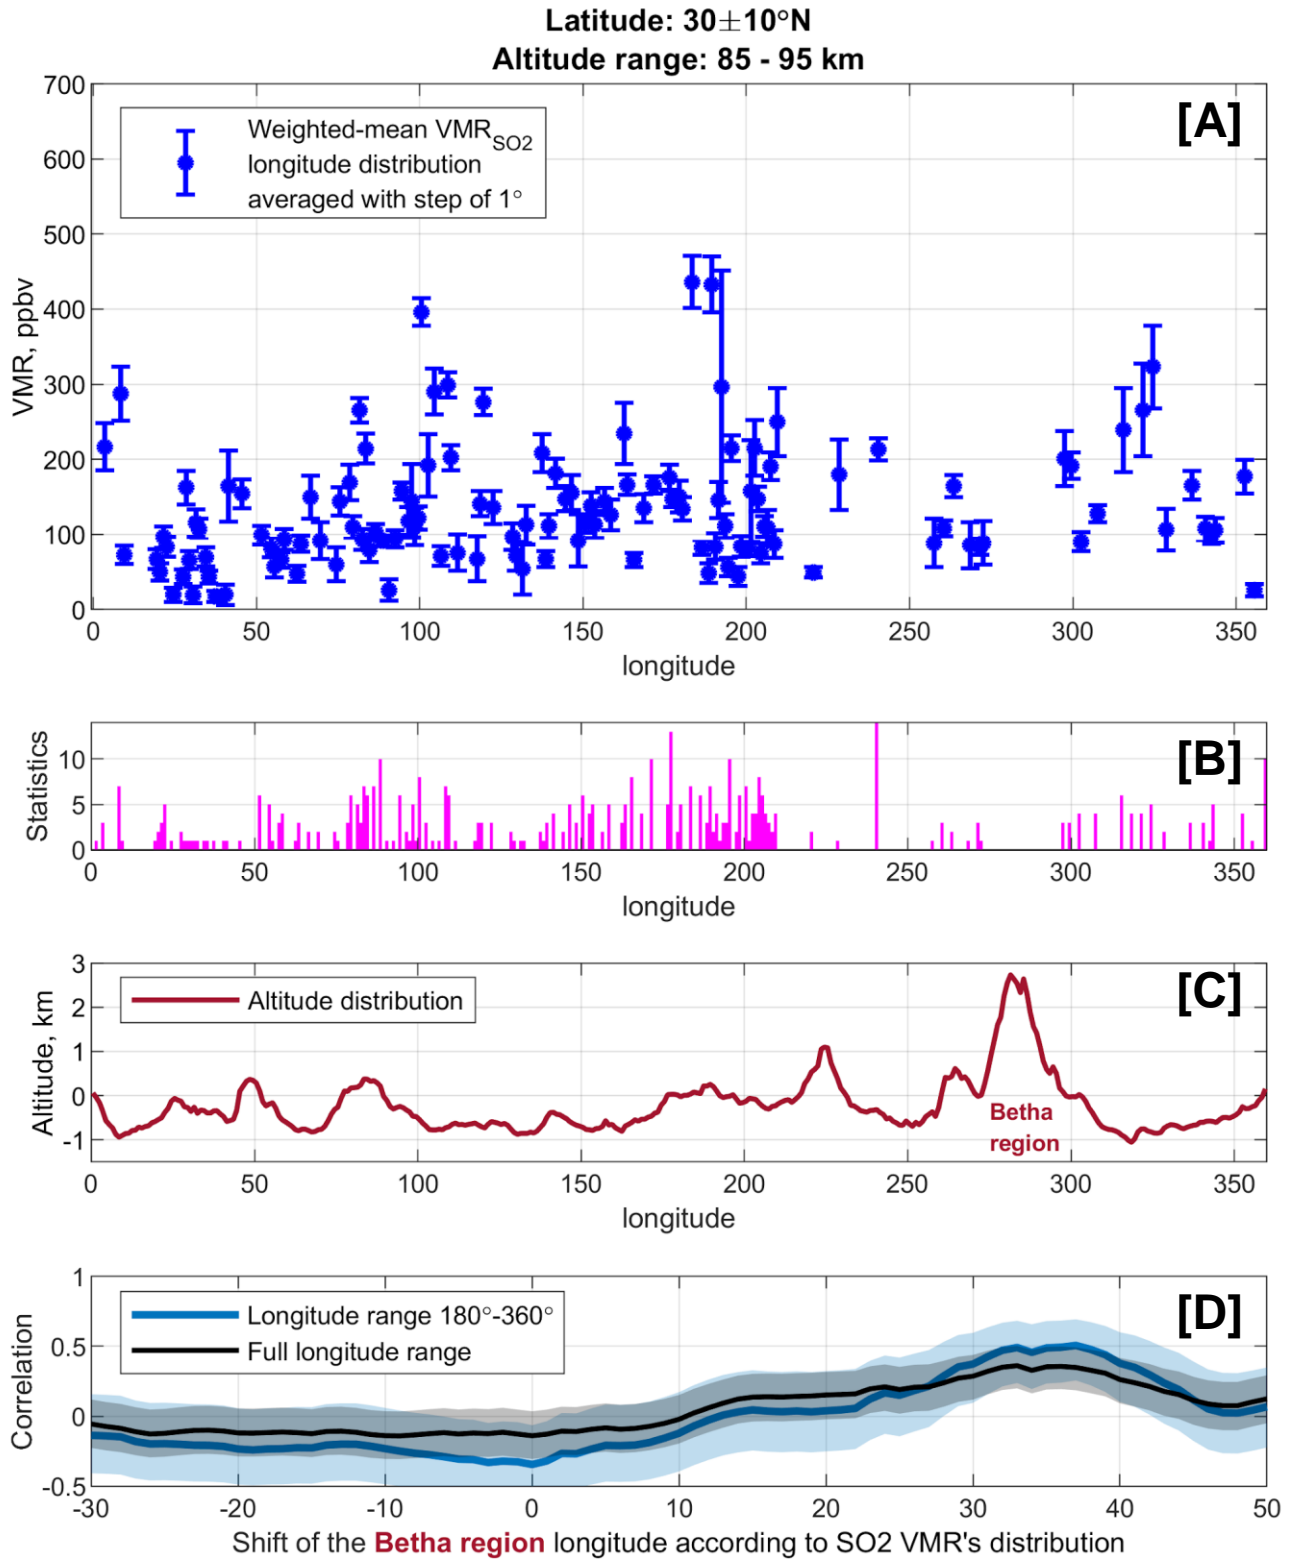 Latitude: 30±10°N
Altitude range: 85 - 95 km
[A]
Weighted-mean VMR_SO2
longitude distribution
averaged with step of 1°
VMR, ppbv
700
600
500
400
300
200
100
0
0 50 100 150 200 250 300 350
longitude
[B]
Statistics
10
5
0
0 50 100 150 200 250 300 350
longitude
[C]
Altitude distribution
Altitude, km
3
2
1
0
-1
Betha
region
0 50 100 150 200 250 300 350
longitude
[D]
Longitude range 180°-360°
Full longitude range
Correlation
1
0.5
0
-0.5
-30 -20 -10 0 10 20 30 40 50
Shift of the Betha region longitude according to SO2 VMR's distribution